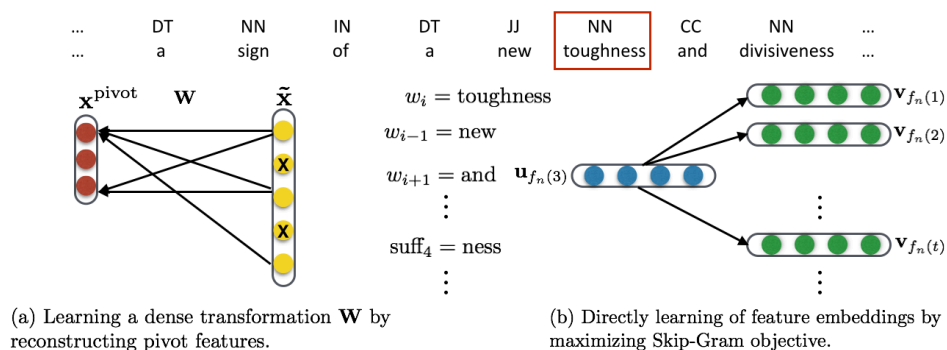 ... DT NN IN DT JJ NN CC NN ...
... a sign of a new toughness and divisiveness ...
x^pivot W x̃
X
X
w_i = toughness
w_{i−1} = new
w_{i+1} = and
⋮
suff_4 = ness
⋮
v_{f_n(1)}
v_{f_n(2)}
u_{f_n(3)}
⋮
v_{f_n(t)}
⋮
(a) Learning a dense transformation W by
reconstructing pivot features.
(b) Directly learning of feature embeddings by
maximizing Skip-Gram objective.